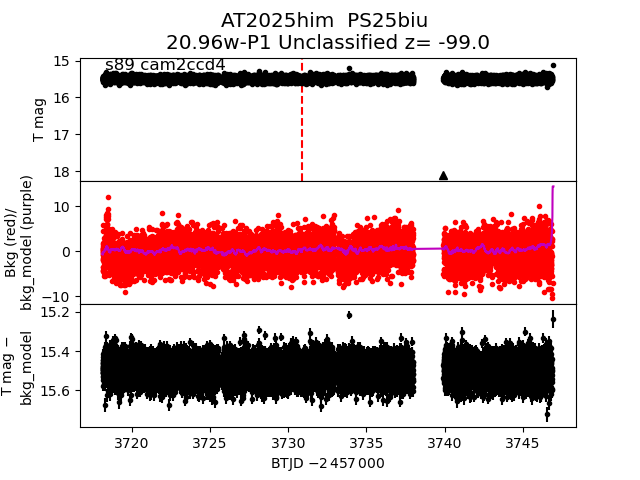 AT2025him  PS25biu
20.96w-P1 Unclassified z= -99.0
s89 cam2ccd4
15
16
17
18
T mag
10
0
−10
Bkg (red)/
bkg_model (purple)
15.2
15.4
15.6
T mag −
bkg_model
3720
3725
3730
3735
3740
3745
BTJD −2 457 000